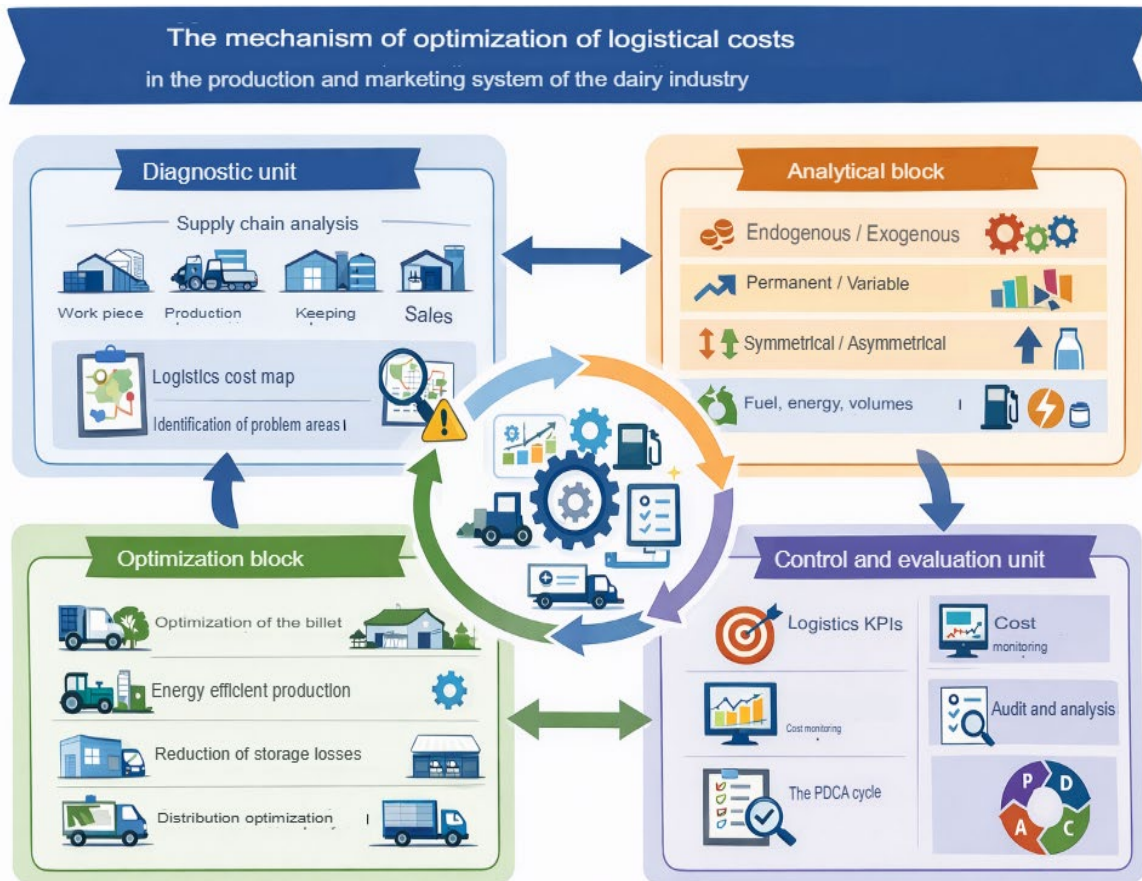 The mechanism of optimization of logistical costs
in the production and marketing system of the dairy industry
Diagnostic unit
Supply chain analysis
Work piece
Production
Keeping
Sales
Logistics cost map
Identification of problem areas
Analytical block
Endogenous / Exogenous
Permanent / Variable
Symmetrical / Asymmetrical
Fuel, energy, volumes
Optimization block
Optimization of the billet
Energy efficient production
Reduction of storage losses
Distribution optimization
Control and evaluation unit
Logistics KPIs
Cost
monitoring
Cost monitoring
Audit and analysis
The PDCA cycle
P
D
A
C